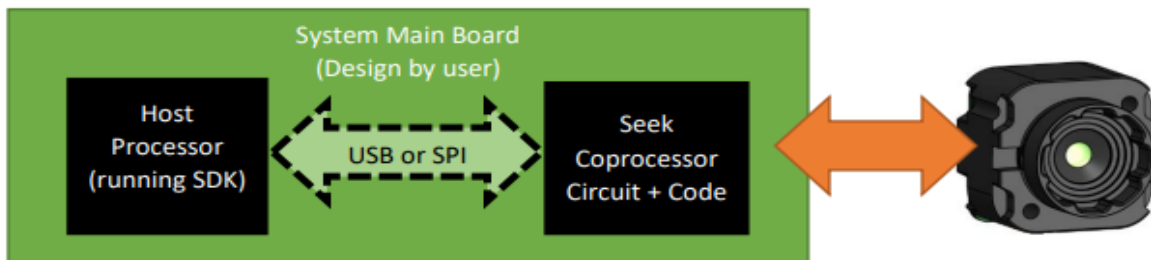 System Main Board
(Design by user)
Host
Processor
(running SDK)
USB or SPI
Seek
Coprocessor
Circuit + Code